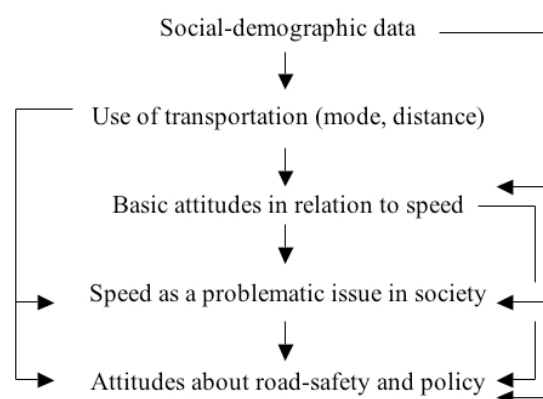 Social-demographic data
Use of transportation (mode, distance)
Basic attitudes in relation to speed
Speed as a problematic issue in society
Attitudes about road-safety and policy